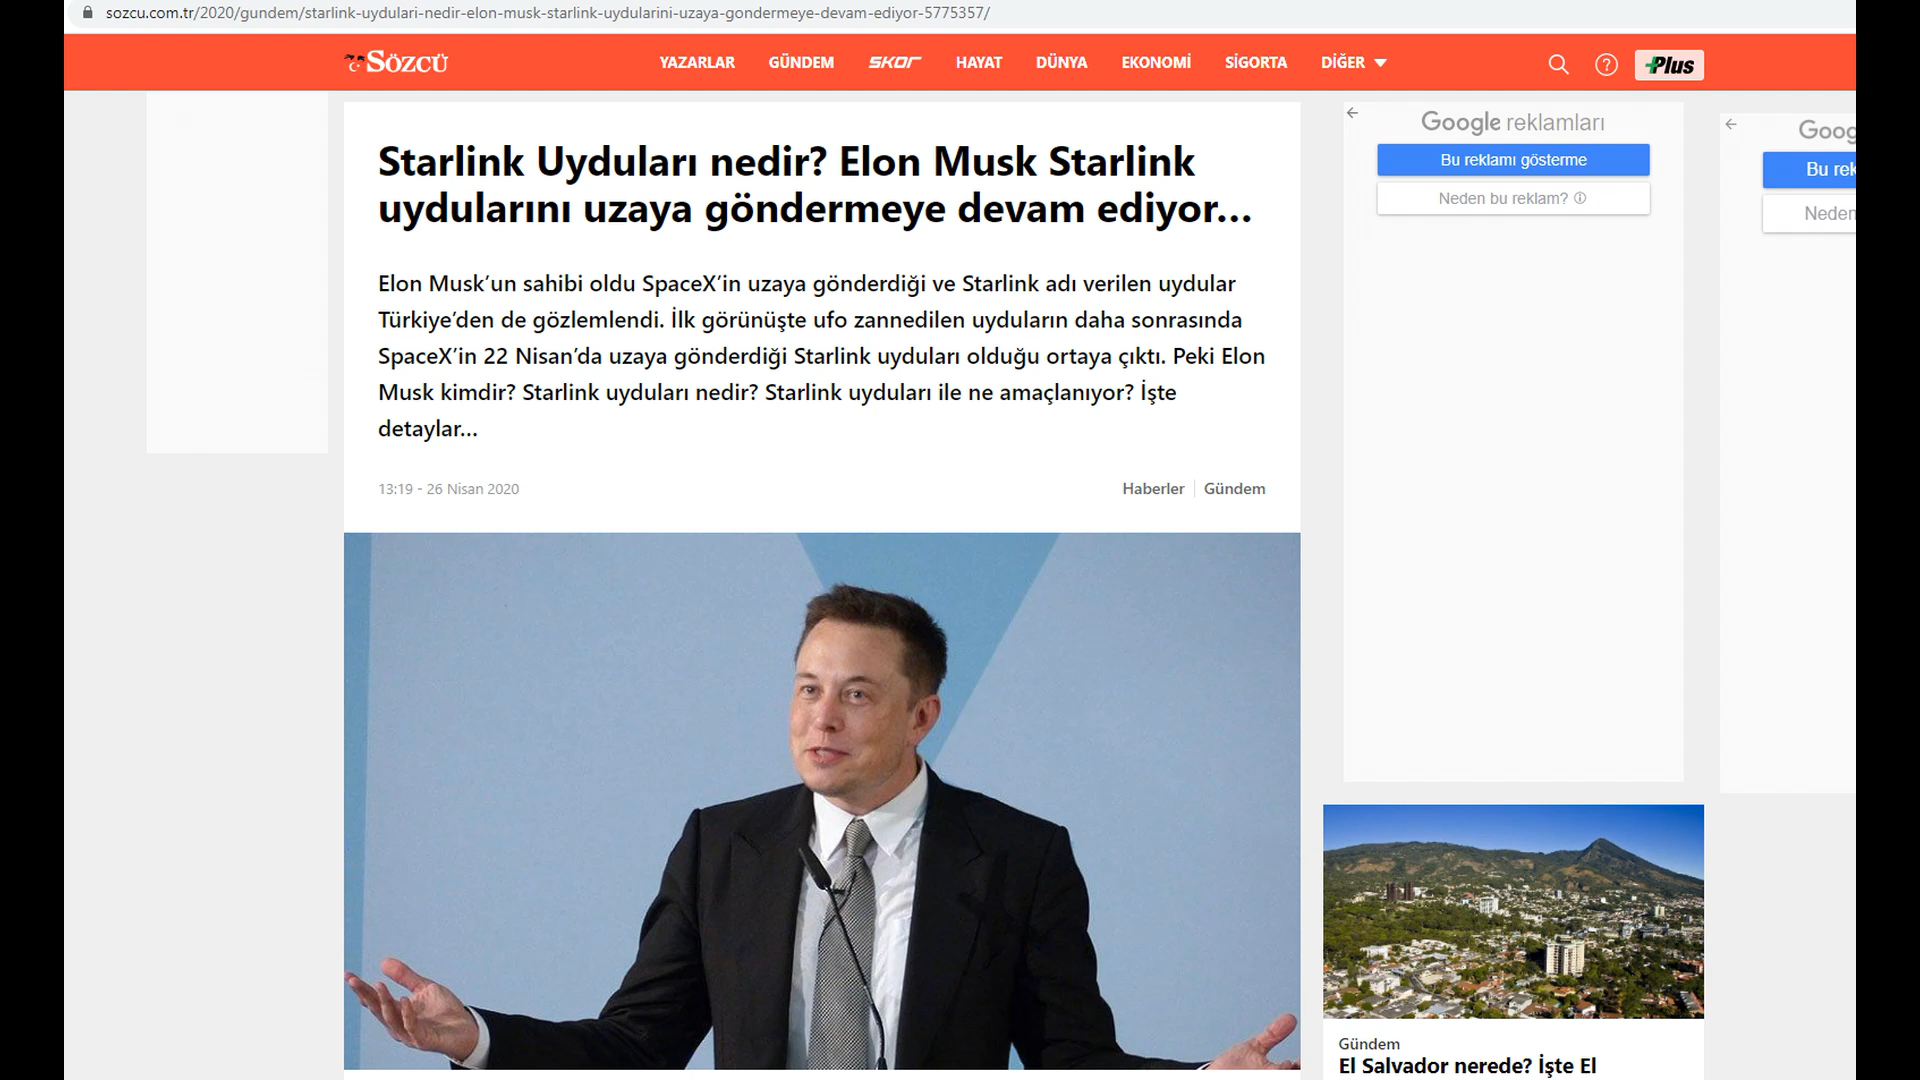 sozcu.com.tr/2020/gundem/starlink-uydulari-nedir-elon-musk-starlink-uydularini-uzaya-gondermeye-devam-ediyor-5775357/
SÖZCÜ
YAZARLAR GÜNDEM SKOR HAYAT DÜNYA EKONOMİ SİGORTA DİĞER
Plus
Starlink Uyduları nedir? Elon Musk Starlink
uydularını uzaya göndermeye devam ediyor…
Elon Musk’un sahibi oldu SpaceX’in uzaya gönderdiği ve Starlink adı verilen uydular
Türkiye’den de gözlemlendi. İlk görünüşte ufo zannedilen uyduların daha sonrasında
SpaceX’in 22 Nisan’da uzaya gönderdiği Starlink uyduları olduğu ortaya çıktı. Peki Elon
Musk kimdir? Starlink uyduları nedir? Starlink uyduları ile ne amaçlanıyor? İşte
detaylar…
13:19 - 26 Nisan 2020
Haberler Gündem
Google reklamları
Bu reklamı gösterme
Neden bu reklam?
Goog
Bu rek
Neden
Gündem
El Salvador nerede? İşte El